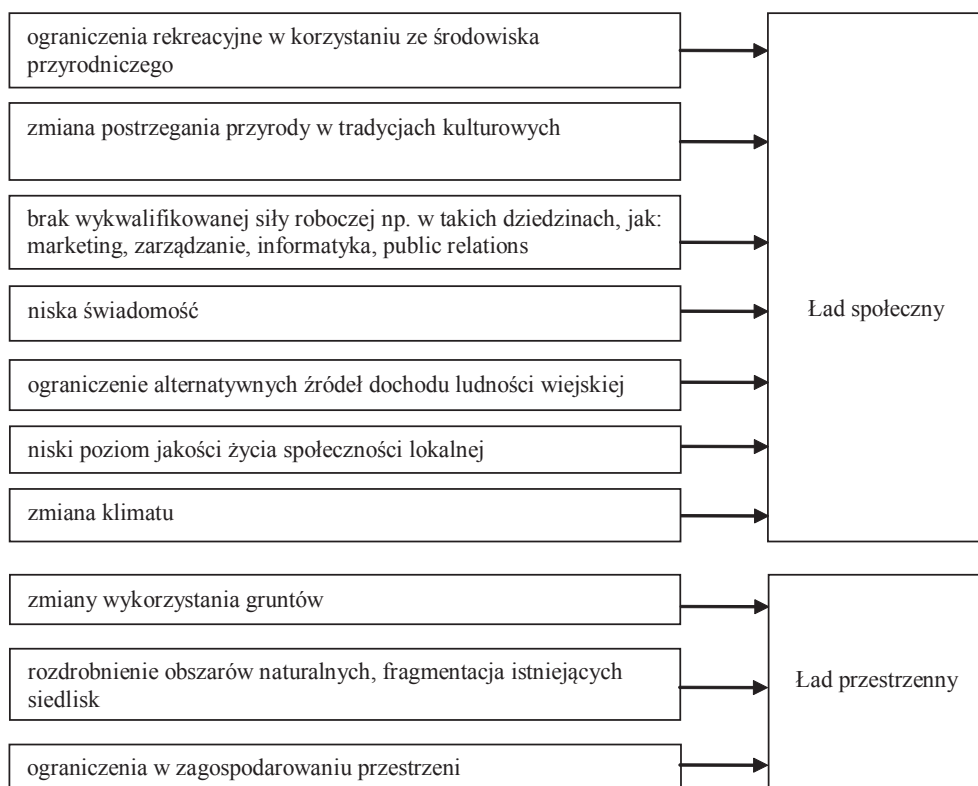 ograniczenia rekreacyjne w korzystaniu ze środowiska
przyrodniczego
zmiana postrzegania przyrody w tradycjach kulturowych
brak wykwalifikowanej siły roboczej np. w takich dziedzinach, jak:
marketing, zarządzanie, informatyka, public relations
niska świadomość
ograniczenie alternatywnych źródeł dochodu ludności wiejskiej
niski poziom jakości życia społeczności lokalnej
zmiana klimatu
Ład społeczny
zmiany wykorzystania gruntów
rozdrobnienie obszarów naturalnych, fragmentacja istniejących
siedlisk
ograniczenia w zagospodarowaniu przestrzeni
Ład przestrzenny